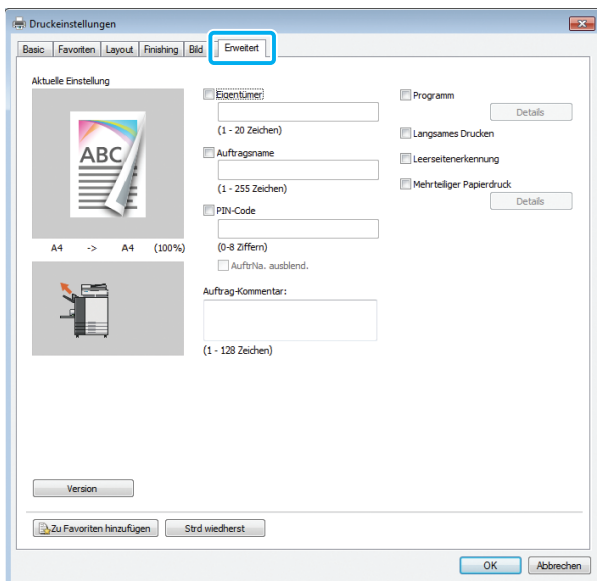 Druckeinstellungen
Basic Favoriten Layout Finishing Bild Erweitert
Aktuelle Einstellung
ABC
A4 -> A4 (100%)
Eigentümer
(1 - 20 Zeichen)
Auftragsname
(1 - 255 Zeichen)
PIN-Code
(0-8 Ziffern)
AuftrNa. ausblend.
Auftrag-Kommentar:
(1 - 128 Zeichen)
Programm
Details
Langsames Drucken
Leerseitenerkennung
Mehrteiliger Papierdruck
Details
Version
Zu Favoriten hinzufügen Strd wiedherst
OK Abbrechen